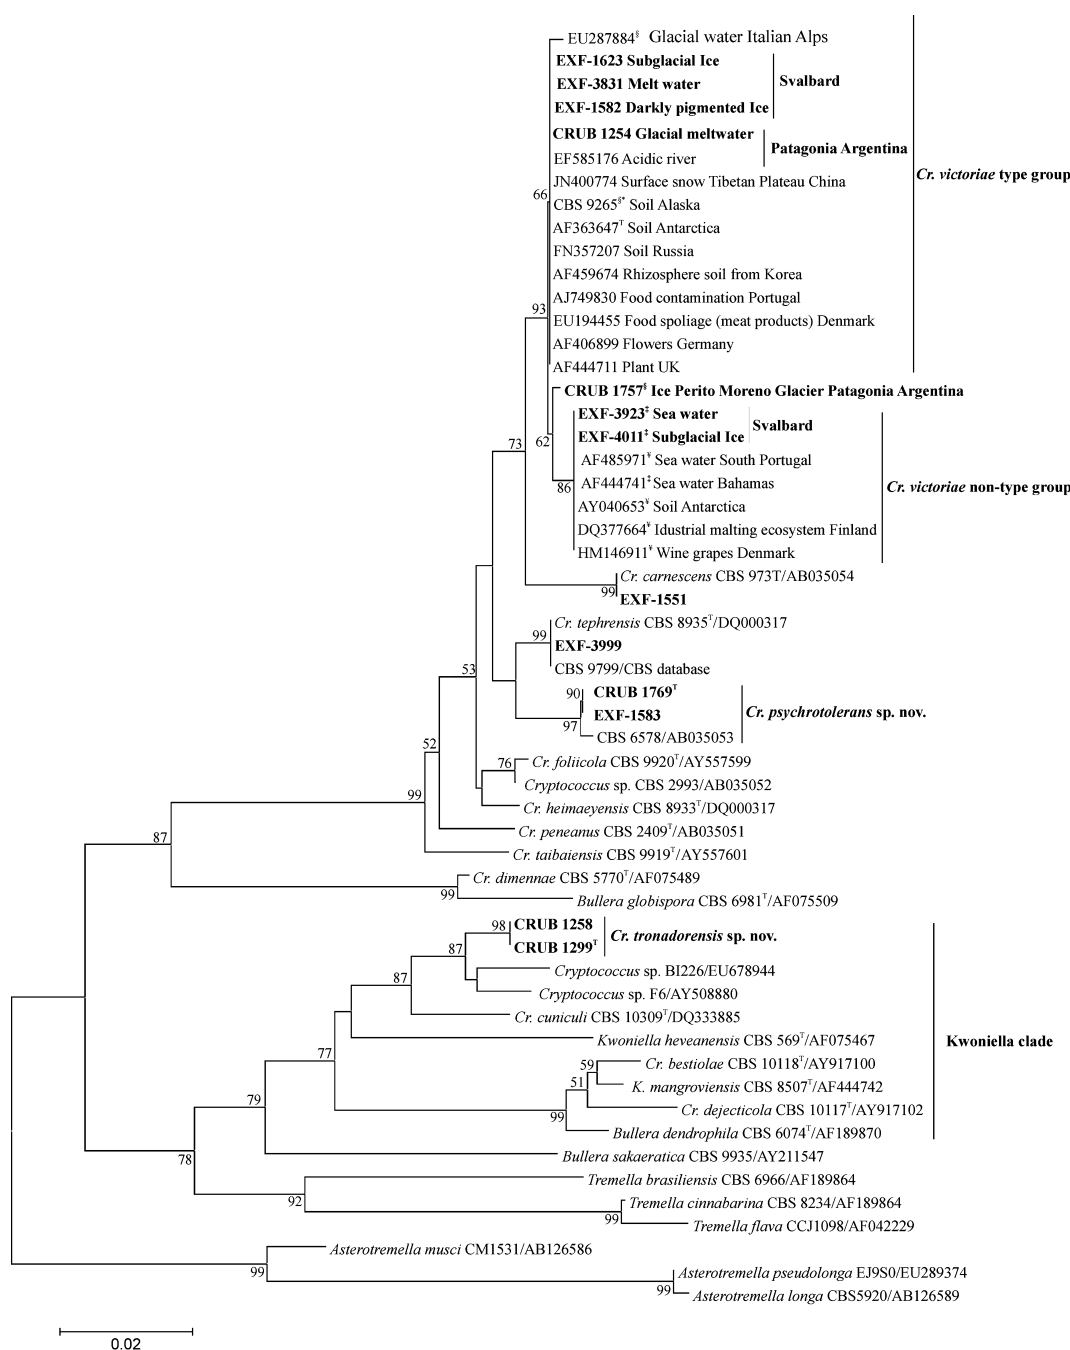 EU287884§ Glacial water Italian Alps
EXF-1623 Subglacial Ice
EXF-3831 Melt water
EXF-1582 Darkly pigmented Ice
Svalbard
CRUB 1254 Glacial meltwater
EF585176 Acidic river
Patagonia Argentina
JN400774 Surface snow Tibetan Plateau China
CBS 9265§* Soil Alaska
AF363647T Soil Antarctica
FN357207 Soil Russia
AF459674 Rhizosphere soil from Korea
AJ749830 Food contamination Portugal
EU194455 Food spoliage (meat products) Denmark
AF406899 Flowers Germany
AF444711 Plant UK
Cr. victoriae type group
CRUB 1757§ Ice Perito Moreno Glacier Patagonia Argentina
EXF-3923‡ Sea water
EXF-4011‡ Subglacial Ice
Svalbard
AF485971¥ Sea water South Portugal
AF444741‡ Sea water Bahamas
AY040653¥ Soil Antarctica
DQ377664¥ Idustrial malting ecosystem Finland
HM146911¥ Wine grapes Denmark
Cr. victoriae non-type group
Cr. carnescens CBS 973T/AB035054
EXF-1551
Cr. tephrensis CBS 8935T/DQ000317
EXF-3999
CBS 9799/CBS database
CRUB 1769T
EXF-1583
CBS 6578/AB035053
Cr. psychrotolerans sp. nov.
Cr. foliicola CBS 9920T/AY557599
Cryptococcus sp. CBS 2993/AB035052
Cr. heimaeyensis CBS 8933T/DQ000317
Cr. peneanus CBS 2409T/AB035051
Cr. taibaiensis CBS 9919T/AY557601
Cr. dimennae CBS 5770T/AF075489
Bullera globispora CBS 6981T/AF075509
CRUB 1258
CRUB 1299T
Cr. tronadorensis sp. nov.
Cryptococcus sp. BI226/EU678944
Cryptococcus sp. F6/AY508880
Cr. cuniculi CBS 10309T/DQ333885
Kwoniella heveanensis CBS 569T/AF075467
Cr. bestiolae CBS 10118T/AY917100
K. mangroviensis CBS 8507T/AF444742
Cr. dejecticola CBS 10117T/AY917102
Bullera dendrophila CBS 6074T/AF189870
Kwoniella clade
Bullera sakaeratica CBS 9935/AY211547
Tremella brasiliensis CBS 6966/AF189864
Tremella cinnabarina CBS 8234/AF189864
Tremella flava CCJ1098/AF042229
Asterotremella musci CM1531/AB126586
Asterotremella pseudolonga EJ9S0/EU289374
Asterotremella longa CBS5920/AB126589
66
93
62
73
86
99
99
53
90
97
52
76
99
87
99
98
87
87
77
59
51
79
99
78
92
99
99
99
0.02